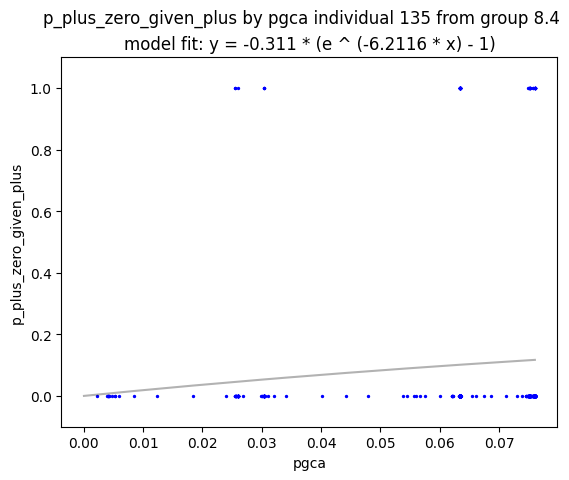 p_plus_zero_given_plus by pgca individual 135 from group 8.4
model fit: y = -0.311 * (e ^ (-6.2116 * x) - 1)
1.0
0.8
0.6
0.4
0.2
0.0
p_plus_zero_given_plus
0.00 0.01 0.02 0.03 0.04 0.05 0.06 0.07
pgca